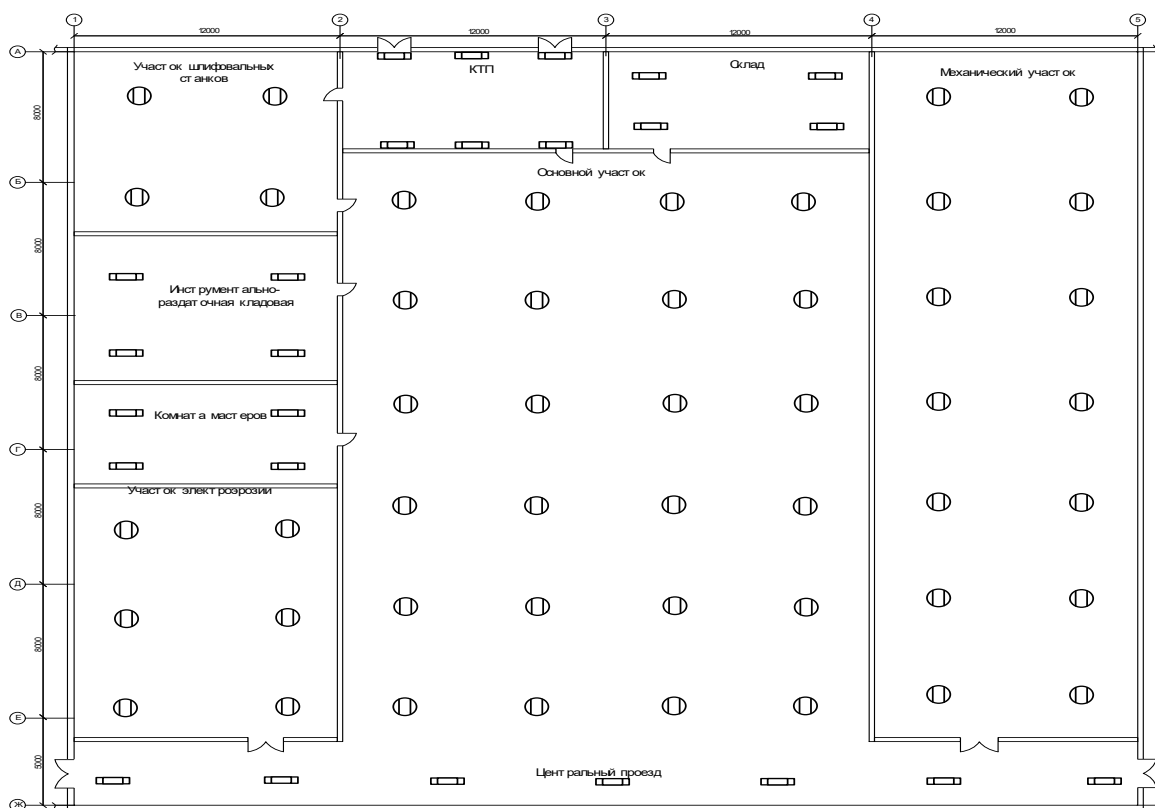 1 2 3 4 5
12000 12000 12000 12000
А
Участок шлифовальных
станков
КТП
Склад
Механический участок
8000
Основной участок
Б
8000
Инструментально-
раздаточная кладовая
В
8000
Комната мастеров
Г
Участок электроэрозии
8000
Д
8000
Е
5000
Центральный проезд
Ж